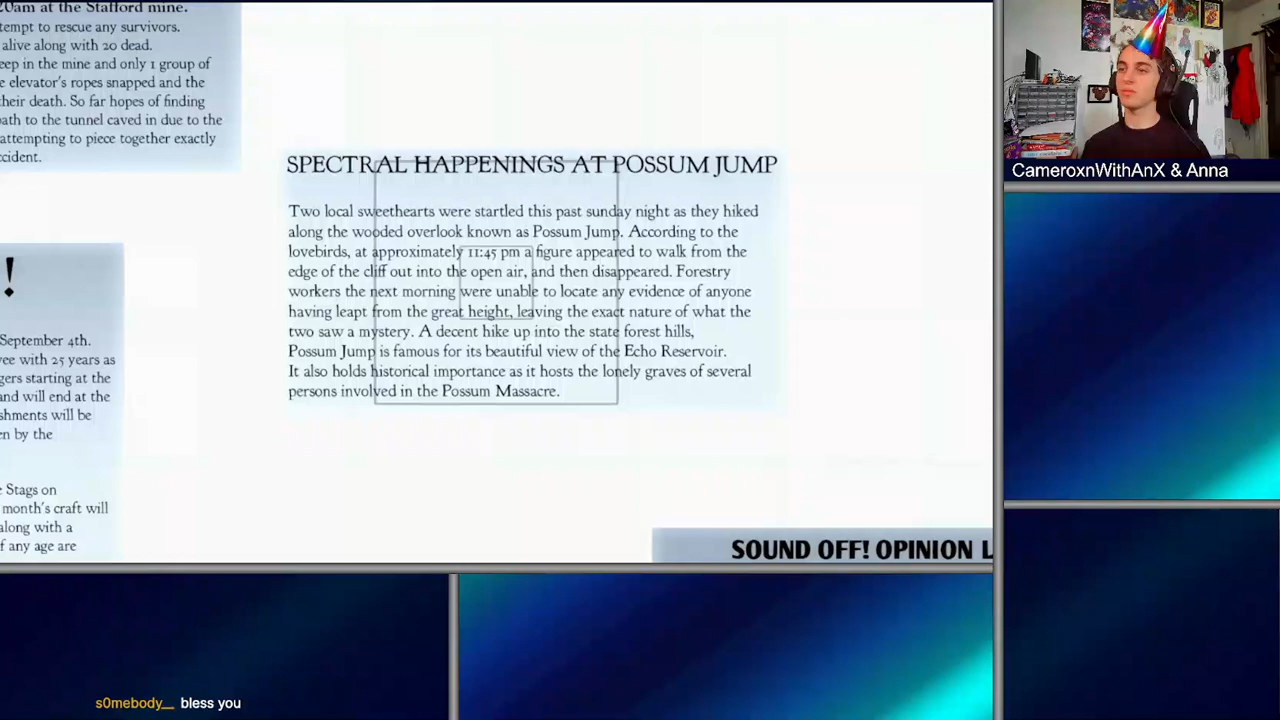 20am at the Stafford mine.
tempt to rescue any survivors.
alive along with 20 dead.
eep in the mine and only 1 group of
e elevator's ropes snapped and the
their death. So far hopes of finding
path to the tunnel caved in due to the
attempting to piece together exactly
ccident.
SPECTRAL HAPPENINGS AT POSSUM JUMP
Two local sweethearts were startled this past sunday night as they hiked
along the wooded overlook known as Possum Jump. According to the
lovebirds, at approximately 11:45 pm a figure appeared to walk from the
edge of the cliff out into the open air, and then disappeared. Forestry
workers the next morning were unable to locate any evidence of anyone
having leapt from the great height, leaving the exact nature of what the
two saw a mystery. A decent hike up into the state forest hills,
Possum Jump is famous for its beautiful view of the Echo Reservoir.
It also holds historical importance as it hosts the lonely graves of several
persons involved in the Possum Massacre.
!
September 4th.
vee with 25 years as
gers starting at the
and will end at the
shments will be
en by the
e Stags on
month's craft will
along with a
f any age are
SOUND OFF! OPINION L
CameroxnWithAnX & Anna
s0mebody__ bless you